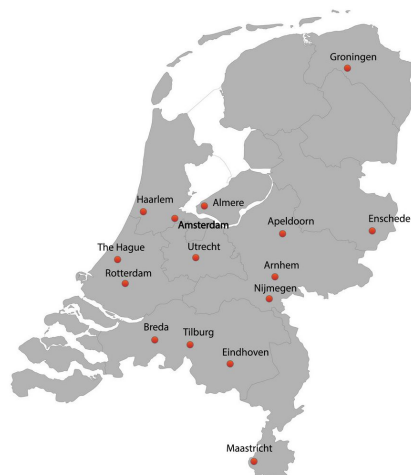 Groningen
Haarlem
Almere
Amsterdam
Apeldoorn
Enschede
The Hague
Utrecht
Rotterdam
Arnhem
Nijmegen
Breda
Tilburg
Eindhoven
Maastricht